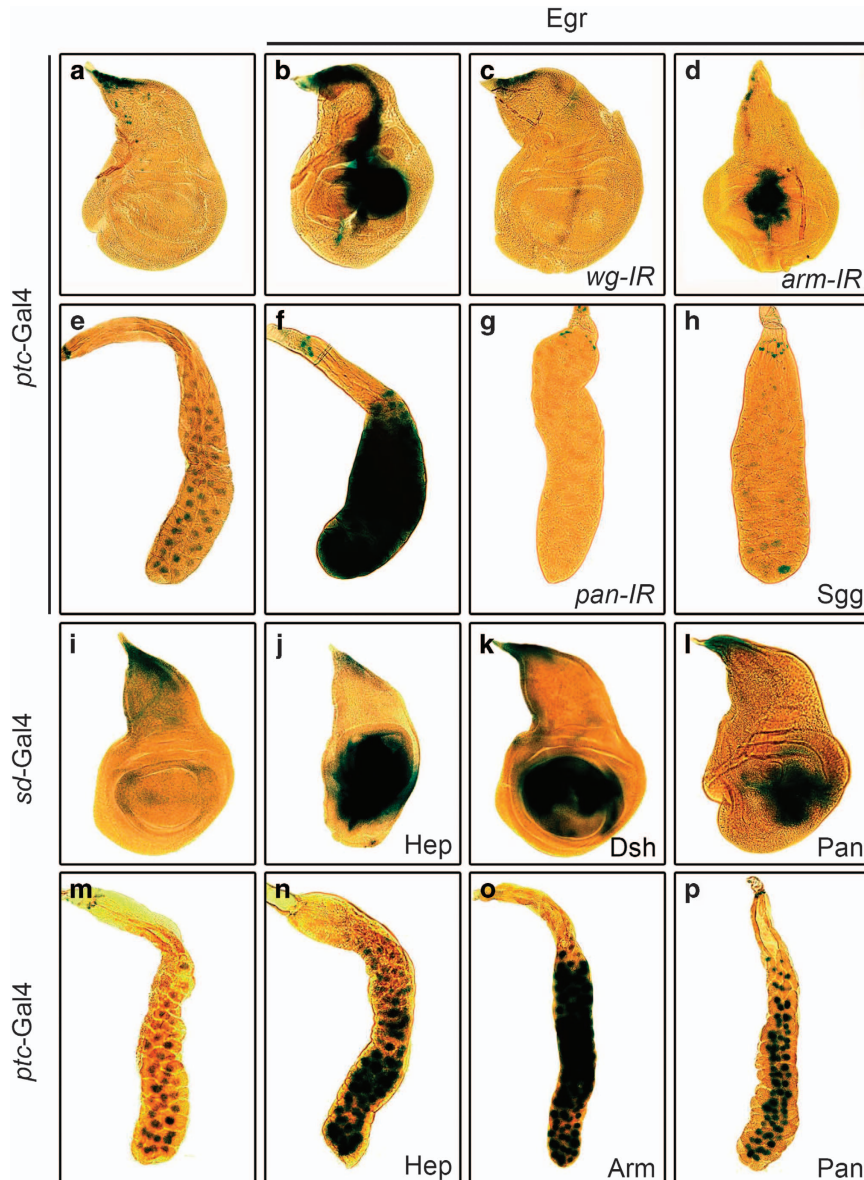 Egr
a
b
c
d
wg-IR
arm-IR
ptc-Gal4
e
f
g
h
pan-IR
Sgg
i
j
k
l
sd-Gal4
Hep
Dsh
Pan
m
n
o
p
ptc-Gal4
Hep
Arm
Pan